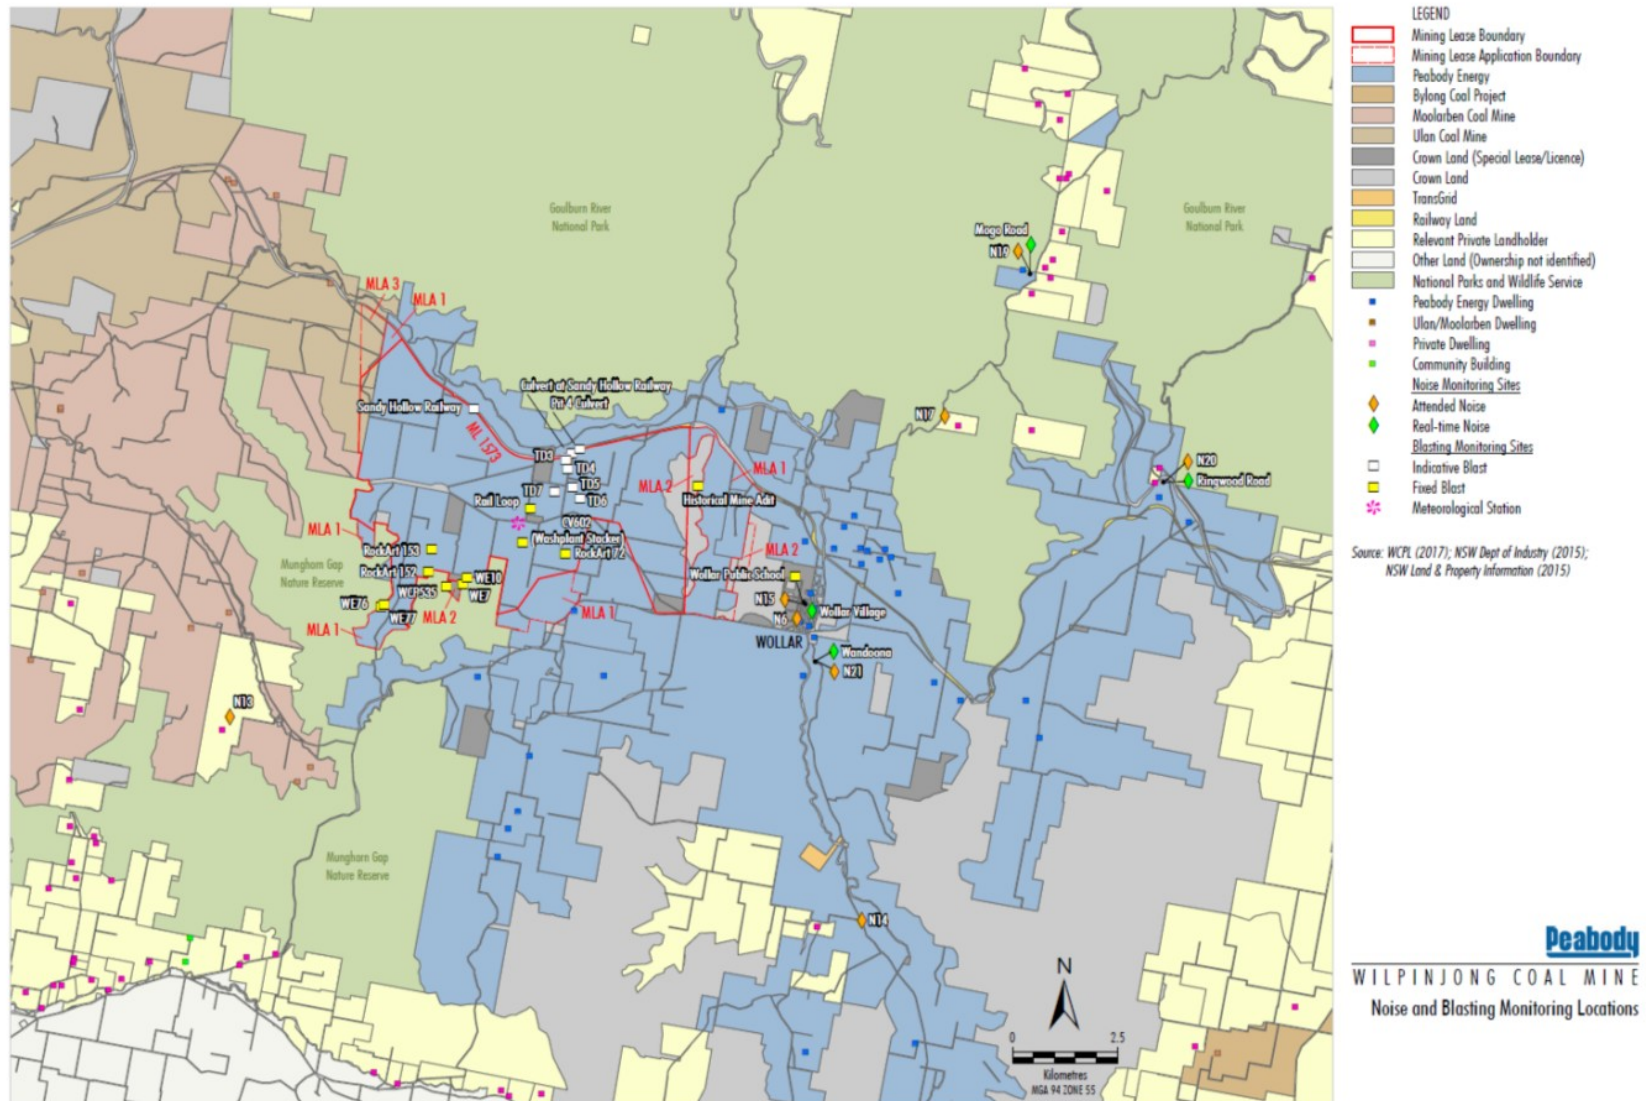 Goulburn River
National Park
Goulburn River
National Park
Mogo Road
N19
MLA 3
MLA 1
Culvert at Sandy Hollow Railway
Pit 4 Culvert
Sandy Hollow Railway
ML 1573
N17
TD3
TD4
TD5
TD7
TD6
Rail Loop
MLA 1
MLA 2
Historical Mine Adit
N20
Ringwood Road
CV602
(Washplant Stacker)
RockArt 72
MLA 1
RockArt 153
RockArt 152
Munghorn Gap
Nature Reserve
WE10
WCP535
WE7
WE76
WE77
MLA 2
MLA 1
MLA 1
MLA 2
Wollar Public School
N15
Wollar Village
N6
WOLLAR
Wandoona
N21
N13
Munghorn Gap
Nature Reserve
N14
N
0 2.5
Kilometres
MGA 94 ZONE 55
LEGEND
Mining Lease Boundary
Mining Lease Application Boundary
Peabody Energy
Bylong Coal Project
Moolarben Coal Mine
Ulan Coal Mine
Crown Land (Special Lease/Licence)
Crown Land
TransGrid
Railway Land
Relevant Private Landholder
Other Land (Ownership not identified)
National Parks and Wildlife Service
Peabody Energy Dwelling
Ulan/Moolarben Dwelling
Private Dwelling
Community Building
Noise Monitoring Sites
Attended Noise
Real-time Noise
Blasting Monitoring Sites
Indicative Blast
Fixed Blast
Meteorological Station
Source: WCPL (2017); NSW Dept of Industry (2015);
NSW Land & Property Information (2015)
Peabody
WILPINJONG COAL MINE
Noise and Blasting Monitoring Locations